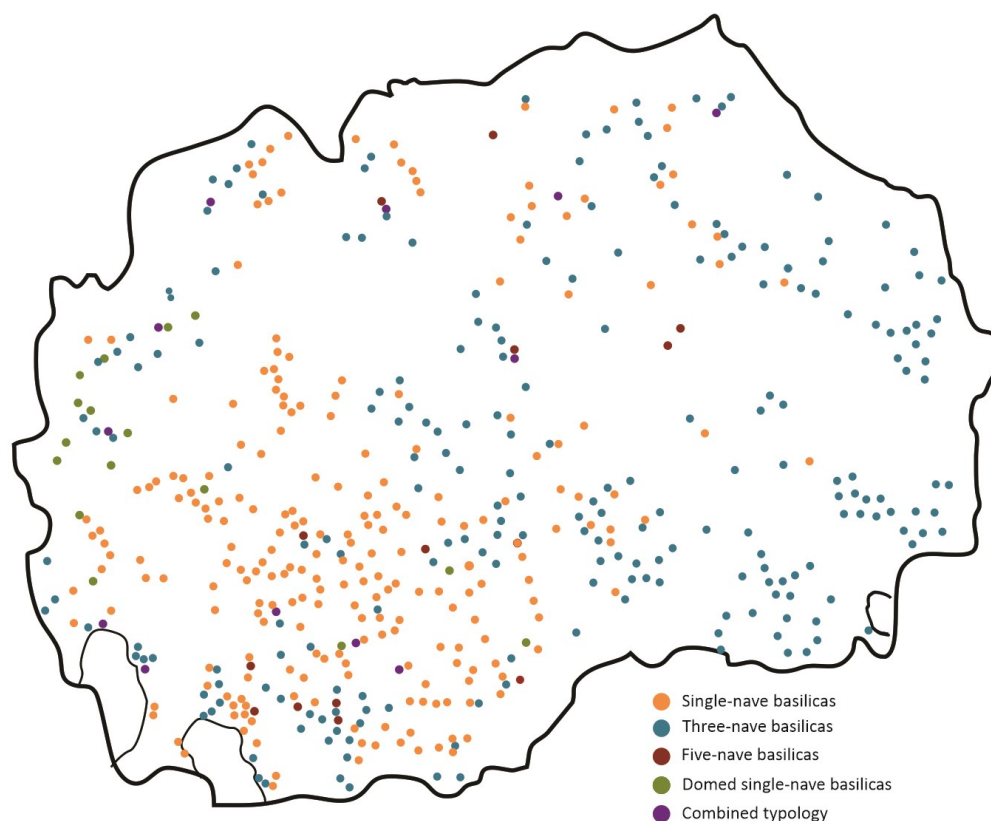 Single-nave basilicas
Three-nave basilicas
Five-nave basilicas
Domed single-nave basilicas
Combined typology